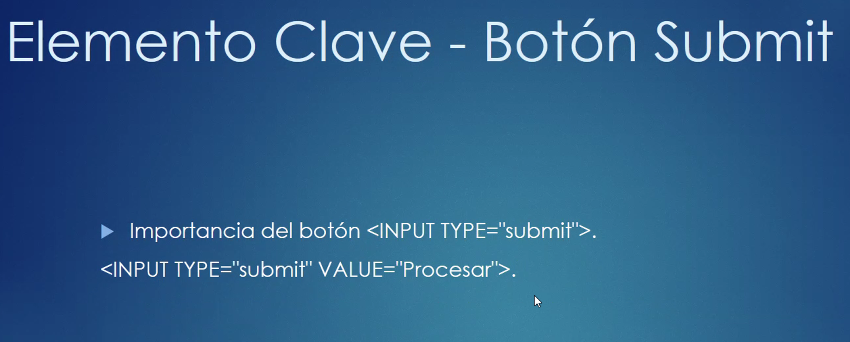 Elemento Clave - Botón Submit
Importancia del botón <INPUT TYPE="submit">.
<INPUT TYPE="submit" VALUE="Procesar">.